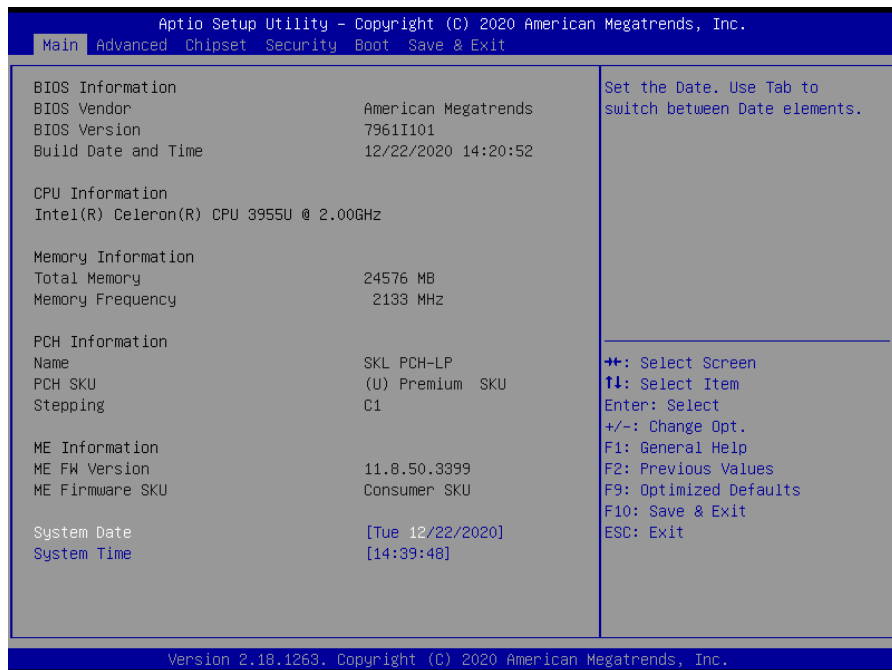 Aptio Setup Utility – Copyright (C) 2020 American Megatrends, Inc.
Main Advanced Chipset Security Boot Save & Exit
BIOS Information
BIOS Vendor American Megatrends
BIOS Version 7961I101
Build Date and Time 12/22/2020 14:20:52
CPU Information
Intel(R) Celeron(R) CPU 3955U @ 2.00GHz
Memory Information
Total Memory 24576 MB
Memory Frequency 2133 MHz
PCH Information
Name SKL PCH-LP
PCH SKU (U) Premium SKU
Stepping C1
ME Information
ME FW Version 11.8.50.3399
ME Firmware SKU Consumer SKU
System Date [Tue 12/22/2020]
System Time [14:39:48]
Set the Date. Use Tab to
switch between Date elements.
→←: Select Screen
↑↓: Select Item
Enter: Select
+/-: Change Opt.
F1: General Help
F2: Previous Values
F9: Optimized Defaults
F10: Save & Exit
ESC: Exit
Version 2.18.1263. Copyright (C) 2020 American Megatrends, Inc.